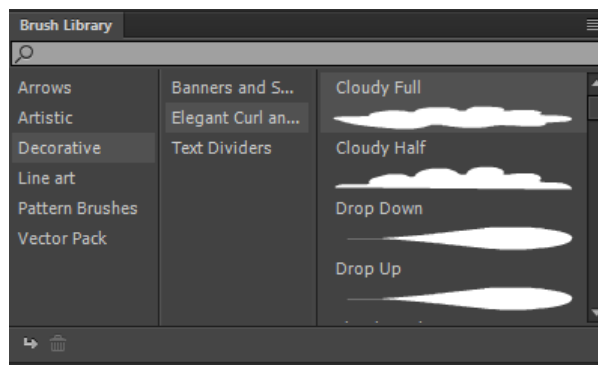 Brush Library
Arrows
Artistic
Decorative
Line art
Pattern Brushes
Vector Pack
Banners and S...
Elegant Curl an...
Text Dividers
Cloudy Full
Cloudy Half
Drop Down
Drop Up